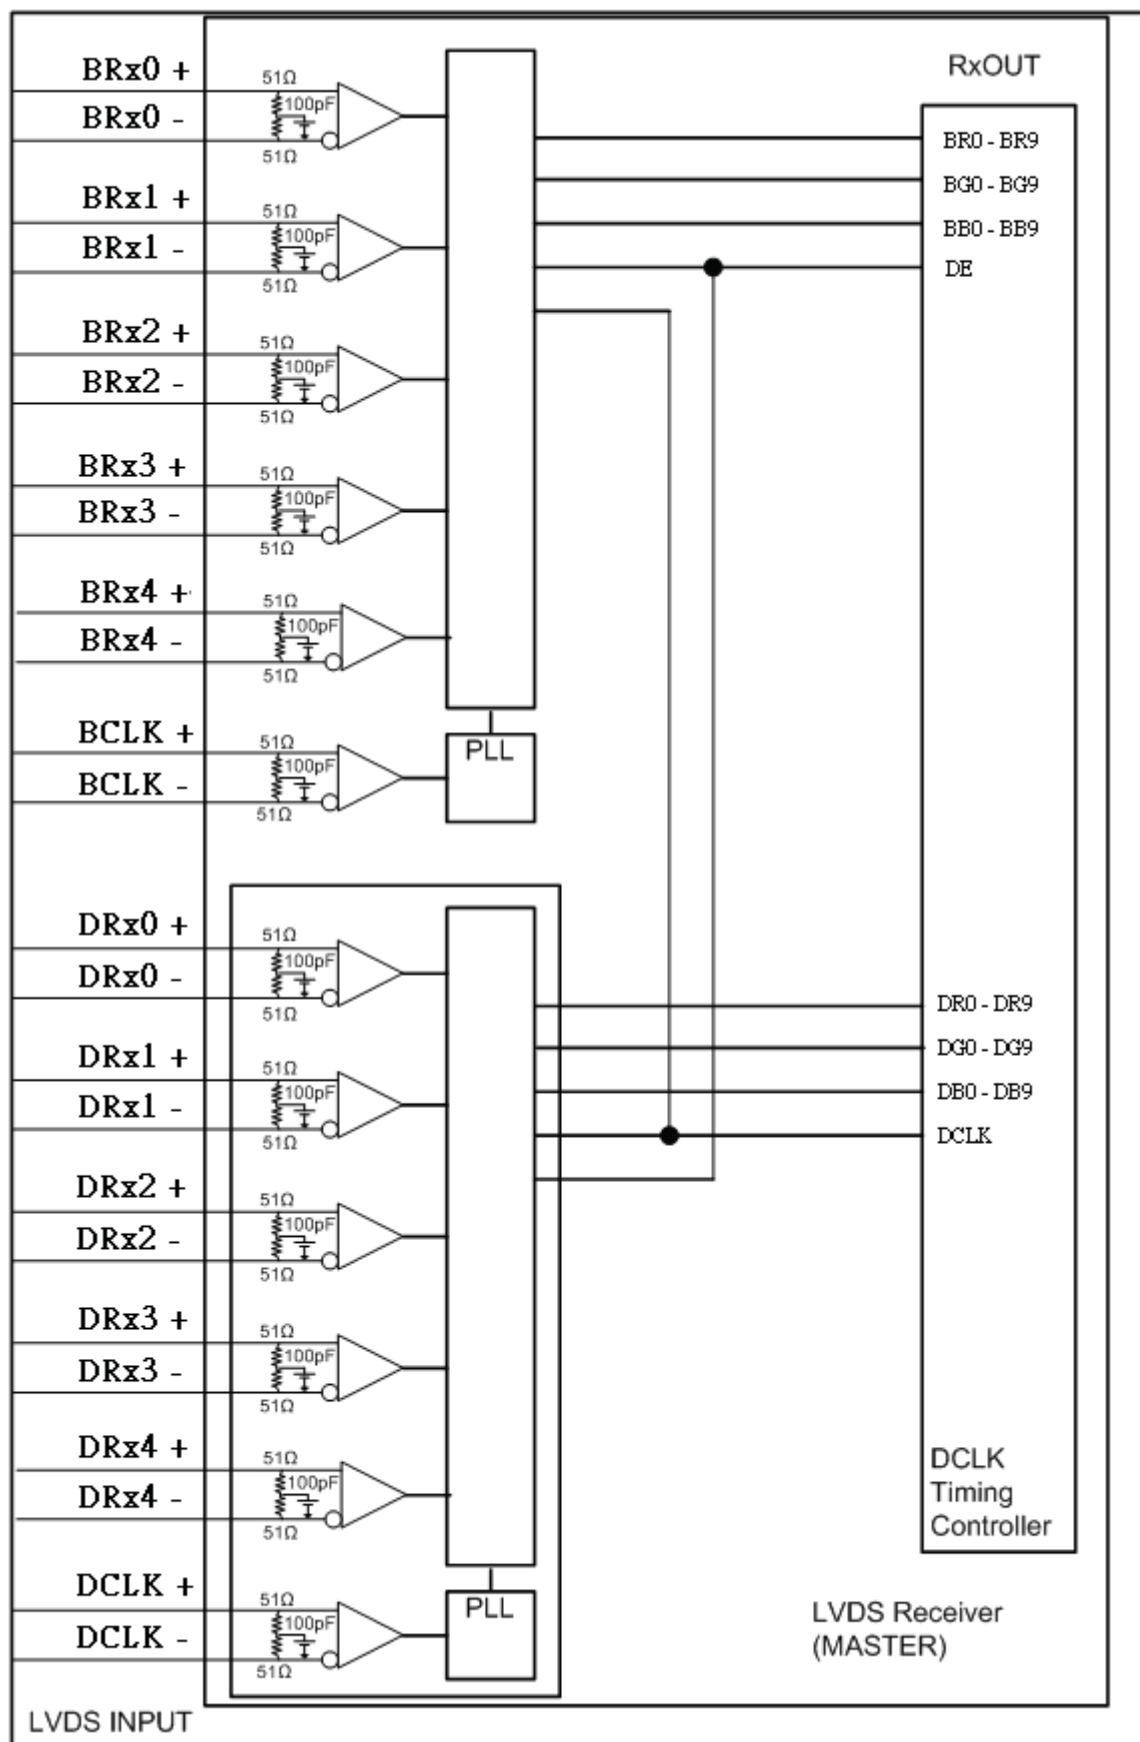 RxOUT
BRx0 +
51Ω
100pF
BRx0 -
51Ω
BR0 - BR9
BG0 - BG9
BRx1 +
51Ω
100pF
BRx1 -
51Ω
BB0 - BB9
DE
BRx2 +
51Ω
100pF
BRx2 -
51Ω
BRx3 +
51Ω
100pF
BRx3 -
51Ω
BRx4 +
51Ω
100pF
BRx4 -
51Ω
BCLK +
51Ω
PLL
100pF
BCLK -
51Ω
DRx0 +
51Ω
100pF
DRx0 -
51Ω
DR0 - DR9
DG0 - DG9
DRx1 +
51Ω
100pF
DRx1 -
51Ω
DB0 - DB9
DCLK
DRx2 +
51Ω
100pF
DRx2 -
51Ω
DRx3 +
51Ω
100pF
DRx3 -
51Ω
DRx4 +
51Ω
100pF
DRx4 -
51Ω
DCLK
Timing
Controller
DCLK +
51Ω
PLL
100pF
DCLK -
51Ω
LVDS Receiver
(MASTER)
LVDS INPUT